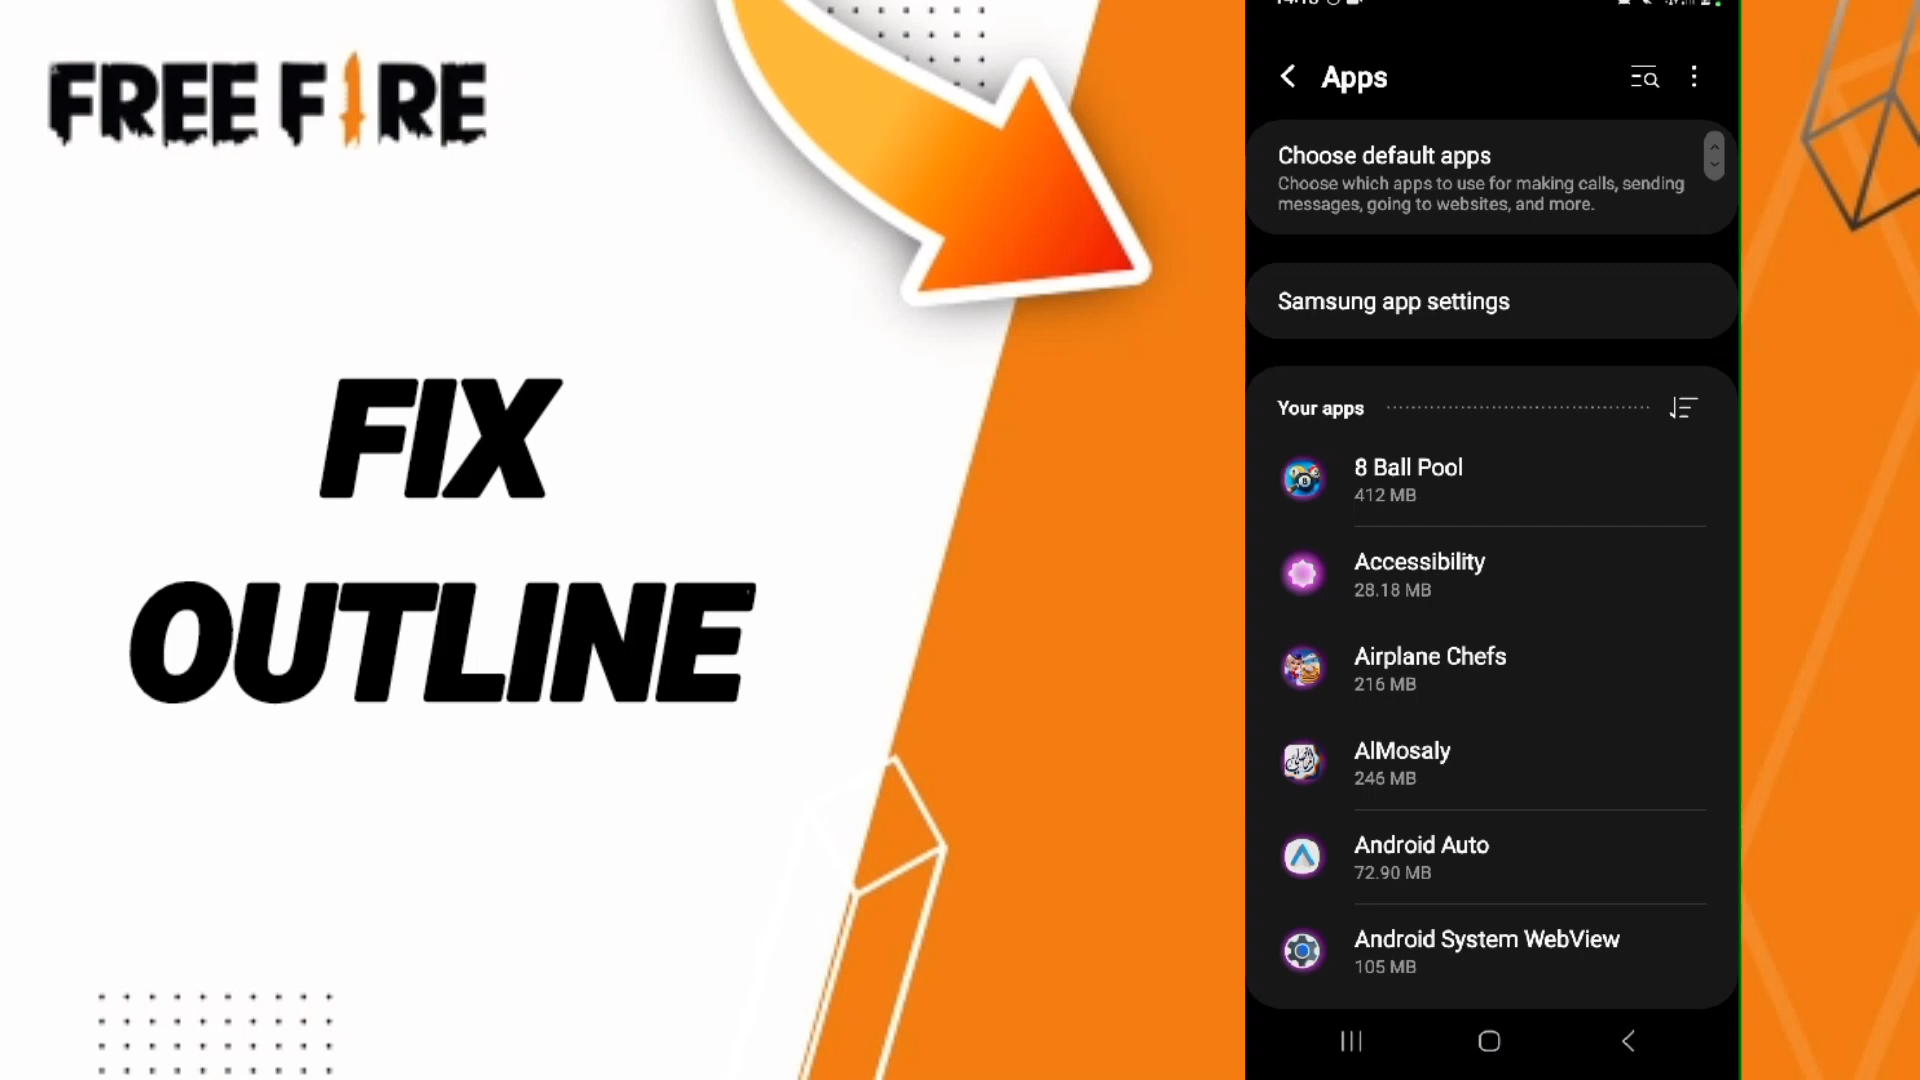 FREE FIRE
FIX
OUTLINE
Apps
Choose default apps
Choose which apps to use for making calls, sending
messages, going to websites, and more.
Samsung app settings
Your apps
8 Ball Pool
412 MB
Accessibility
28.18 MB
Airplane Chefs
216 MB
AlMosaly
246 MB
Android Auto
72.90 MB
Android System WebView
105 MB